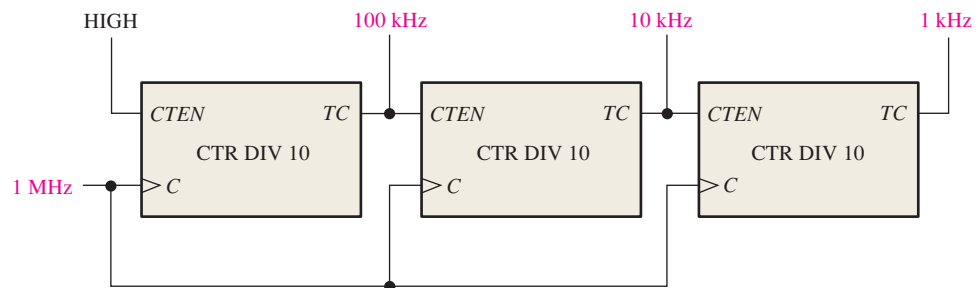 HIGH
100 kHz
10 kHz
1 kHz
CTEN
TC
CTEN
TC
CTEN
TC
CTR DIV 10
CTR DIV 10
CTR DIV 10
1 MHz
C
C
C